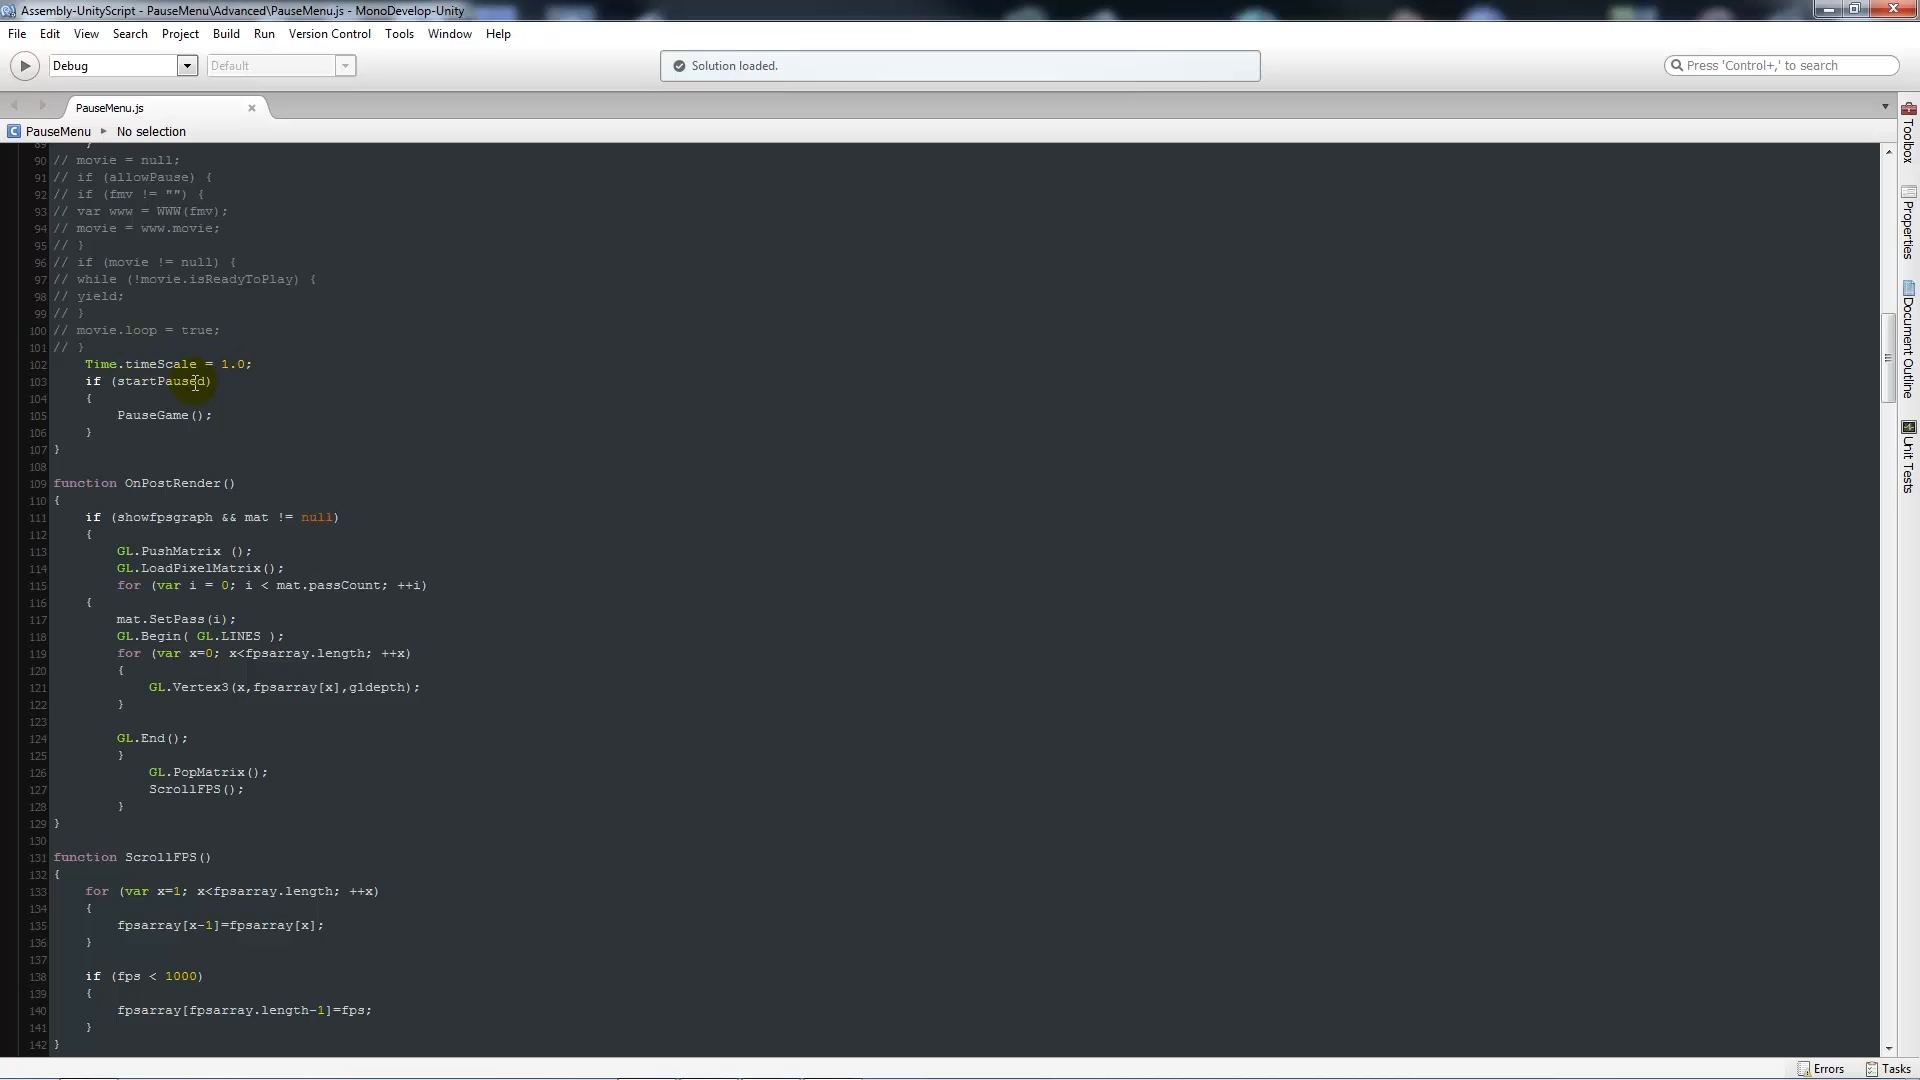 Assembly-UnityScript - PauseMenu\Advanced\PauseMenu.js - MonoDevelop-Unity
File Edit View Search Project Build Run Version Control Tools Window Help
Debug Default Solution loaded. Press 'Control+,' to search
PauseMenu.js
PauseMenu No selection
89 }
90 // movie = null;
91 // if (allowPause) {
92 // if (fmv != "") {
93 // var www = WWW(fmv);
94 // movie = www.movie;
95 // }
96 // if (movie != null) {
97 // while (!movie.isReadyToPlay) {
98 // yield;
99 // }
100 // movie.loop = true;
101 // }
102 Time.timeScale = 1.0;
103 if (startPaused)
104 {
105 PauseGame();
106 }
107 }
108
109 function OnPostRender()
110 {
111 if (showfpsgraph && mat != null)
112 {
113 GL.PushMatrix ();
114 GL.LoadPixelMatrix();
115 for (var i = 0; i < mat.passCount; ++i)
116 {
117 mat.SetPass(i);
118 GL.Begin( GL.LINES );
119 for (var x=0; x<fpsarray.length; ++x)
120 {
121 GL.Vertex3(x,fpsarray[x],gldepth);
122 }
123
124 GL.End();
125 }
126 GL.PopMatrix();
127 ScrollFPS();
128 }
129 }
130
131 function ScrollFPS()
132 {
133 for (var x=1; x<fpsarray.length; ++x)
134 {
135 fpsarray[x-1]=fpsarray[x];
136 }
137
138 if (fps < 1000)
139 {
140 fpsarray[fpsarray.length-1]=fps;
141 }
142 }
Toolbox
Properties
Document Outline
Unit Tests
Errors Tasks